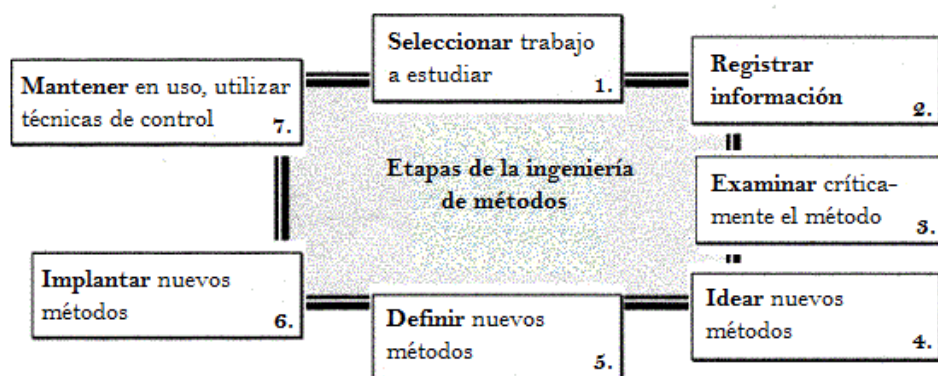 Seleccionar trabajo
a estudiar
1.
Registrar
información
2.
Examinar crítica-
mente el método
3.
Idear nuevos
métodos
4.
Definir nuevos
métodos
5.
Implantar nuevos
métodos
6.
Mantener en uso, utilizar
técnicas de control
7.
Etapas de la ingeniería
de métodos